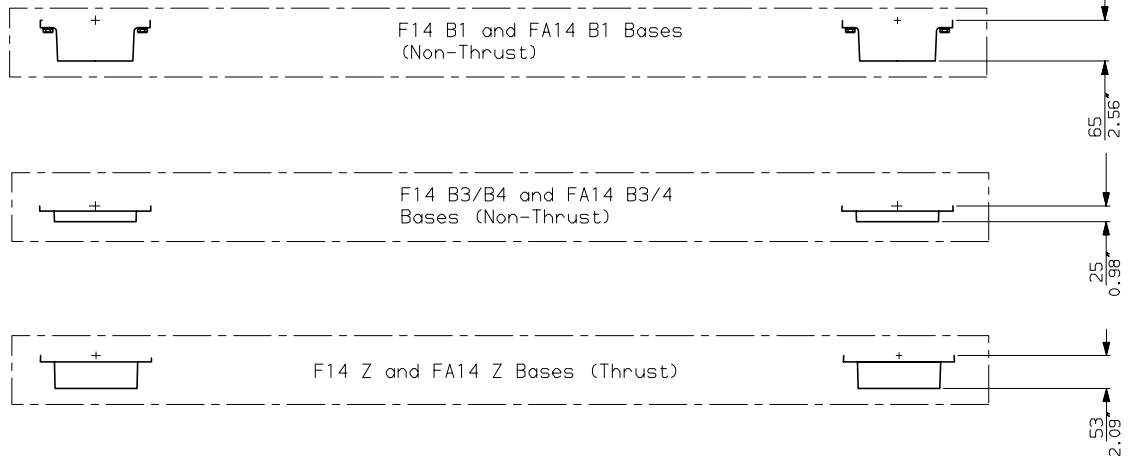 F14 B1 and FA14 B1 Bases
(Non-Thrust)
65
2.56"
F14 B3/B4 and FA14 B3/4
Bases (Non-Thrust)
25
0.98"
F14 Z and FA14 Z Bases (Thrust)
53
2.09"